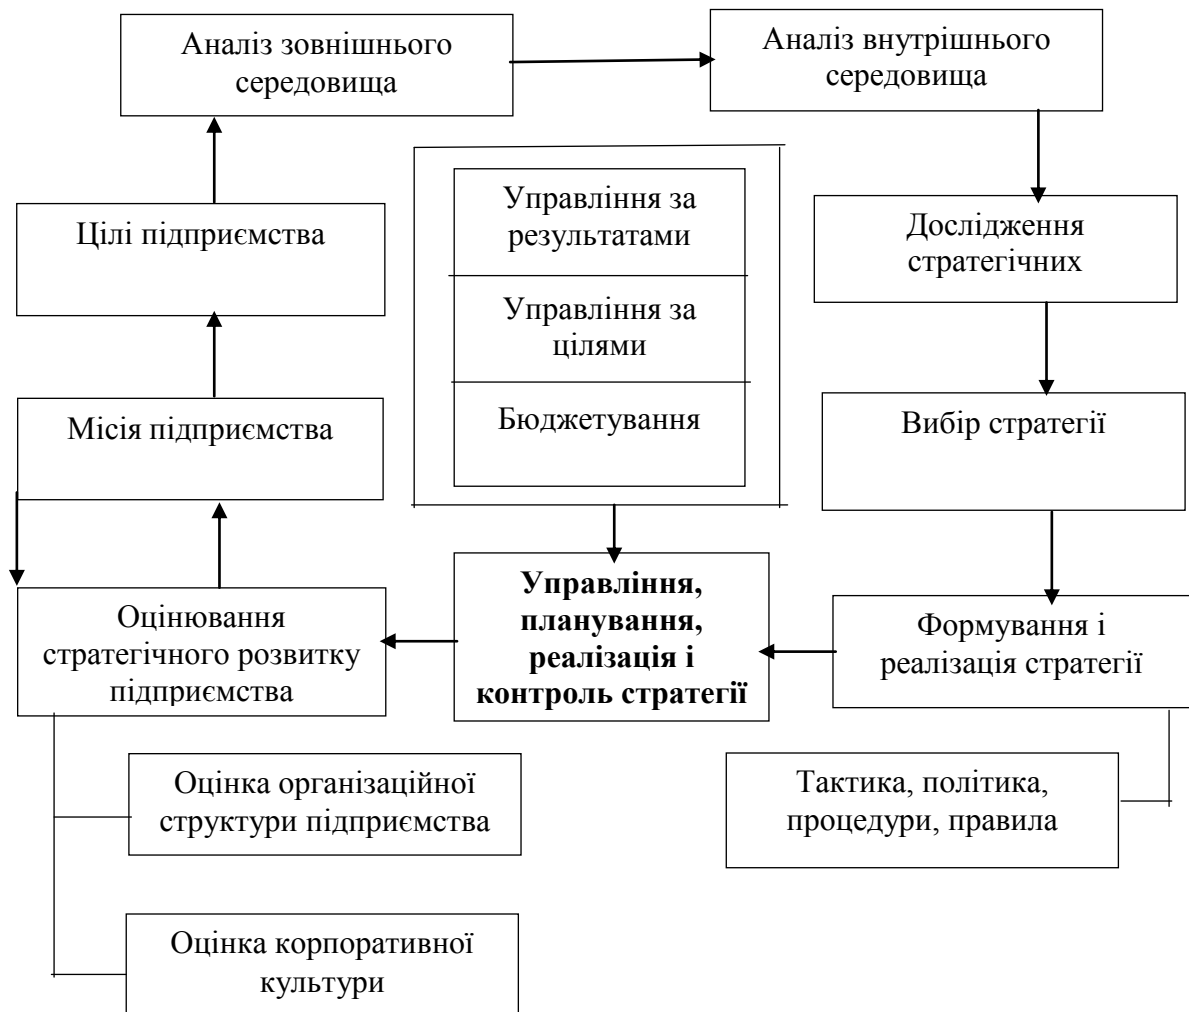 Аналіз зовнішнього
середовища
Аналіз внутрішнього
середовища
Управління за
результатами
Цілі підприємства
Дослідження
стратегічних
Управління за
цілями
Місія підприємства
Бюджетування
Вибір стратегії
Оцінювання
стратегічного розвитку
підприємства
Управління,
планування,
реалізація і
контроль стратегії
Формування і
реалізація стратегії
Оцінка організаційної
структури підприємства
Тактика, політика,
процедури, правила
Оцінка корпоративної
культури